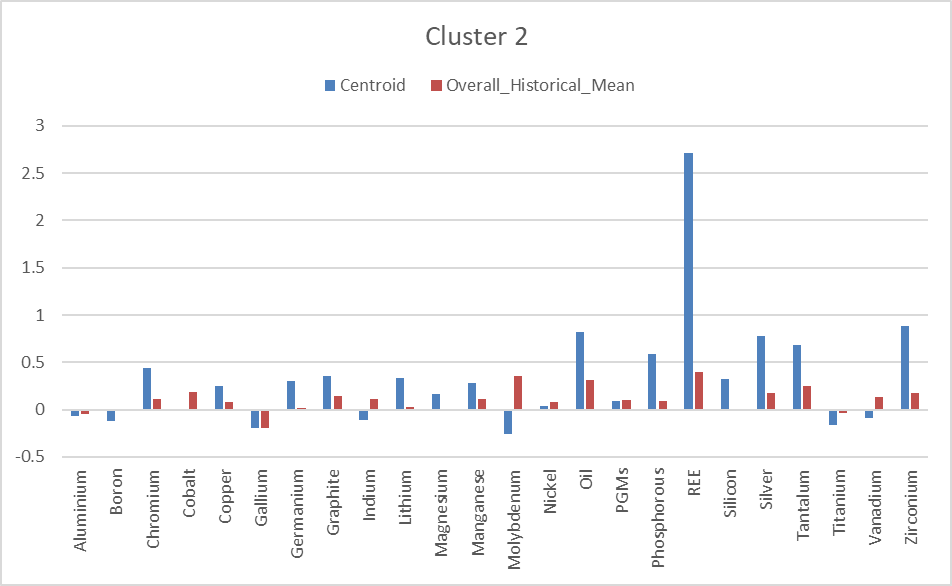 Cluster 2
Centroid Overall_Historical_Mean
3
2.5
2
1.5
1
0.5
0
-0.5
Aluminium
Boron
Chromium
Cobalt
Copper
Gallium
Germanium
Graphite
Indium
Lithium
Magnesium
Manganese
Molybdenum
Nickel
Oil
PGMs
Phosphorous
REE
Silicon
Silver
Tantalum
Titanium
Vanadium
Zirconium